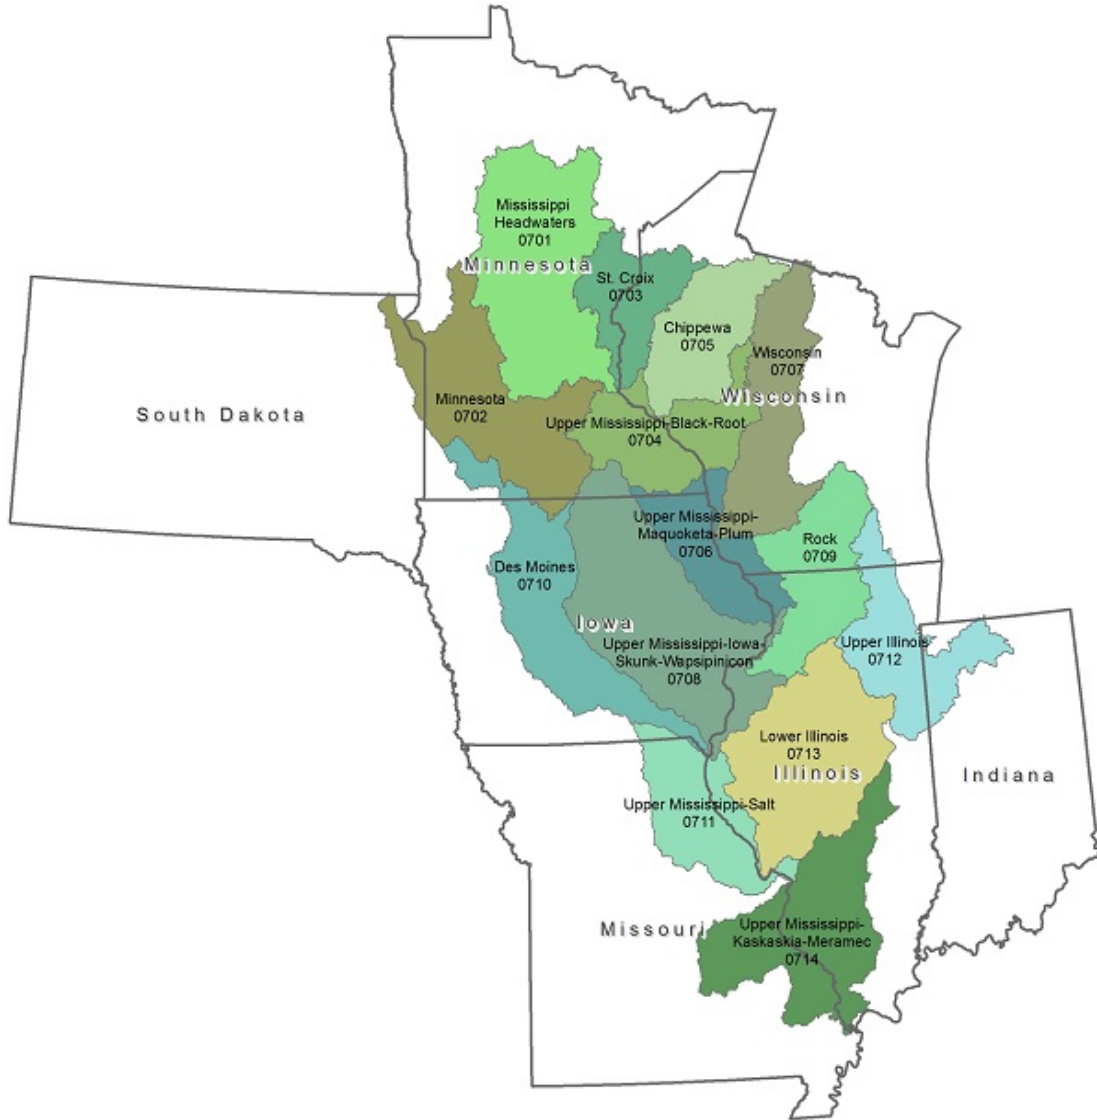 Mississippi
Headwaters
0701
Minnesota
St. Croix
0703
Chippewa
0705
Wisconsin
0707
Wisconsin
Minnesota
0702
South Dakota
Upper Mississippi-Black-Root
0704
Upper Mississippi-
Maquoketa-Plum
0706
Rock
0709
Des Moines
0710
Iowa
Upper Mississippi-Iowa-
Skunk-Wapsipinicon
0708
Upper Illinois
0712
Lower Illinois
0713
Illinois
Indiana
Upper Mississippi-Salt
0711
Missouri
Upper Mississippi-
Kaskaskia-Meramec
0714